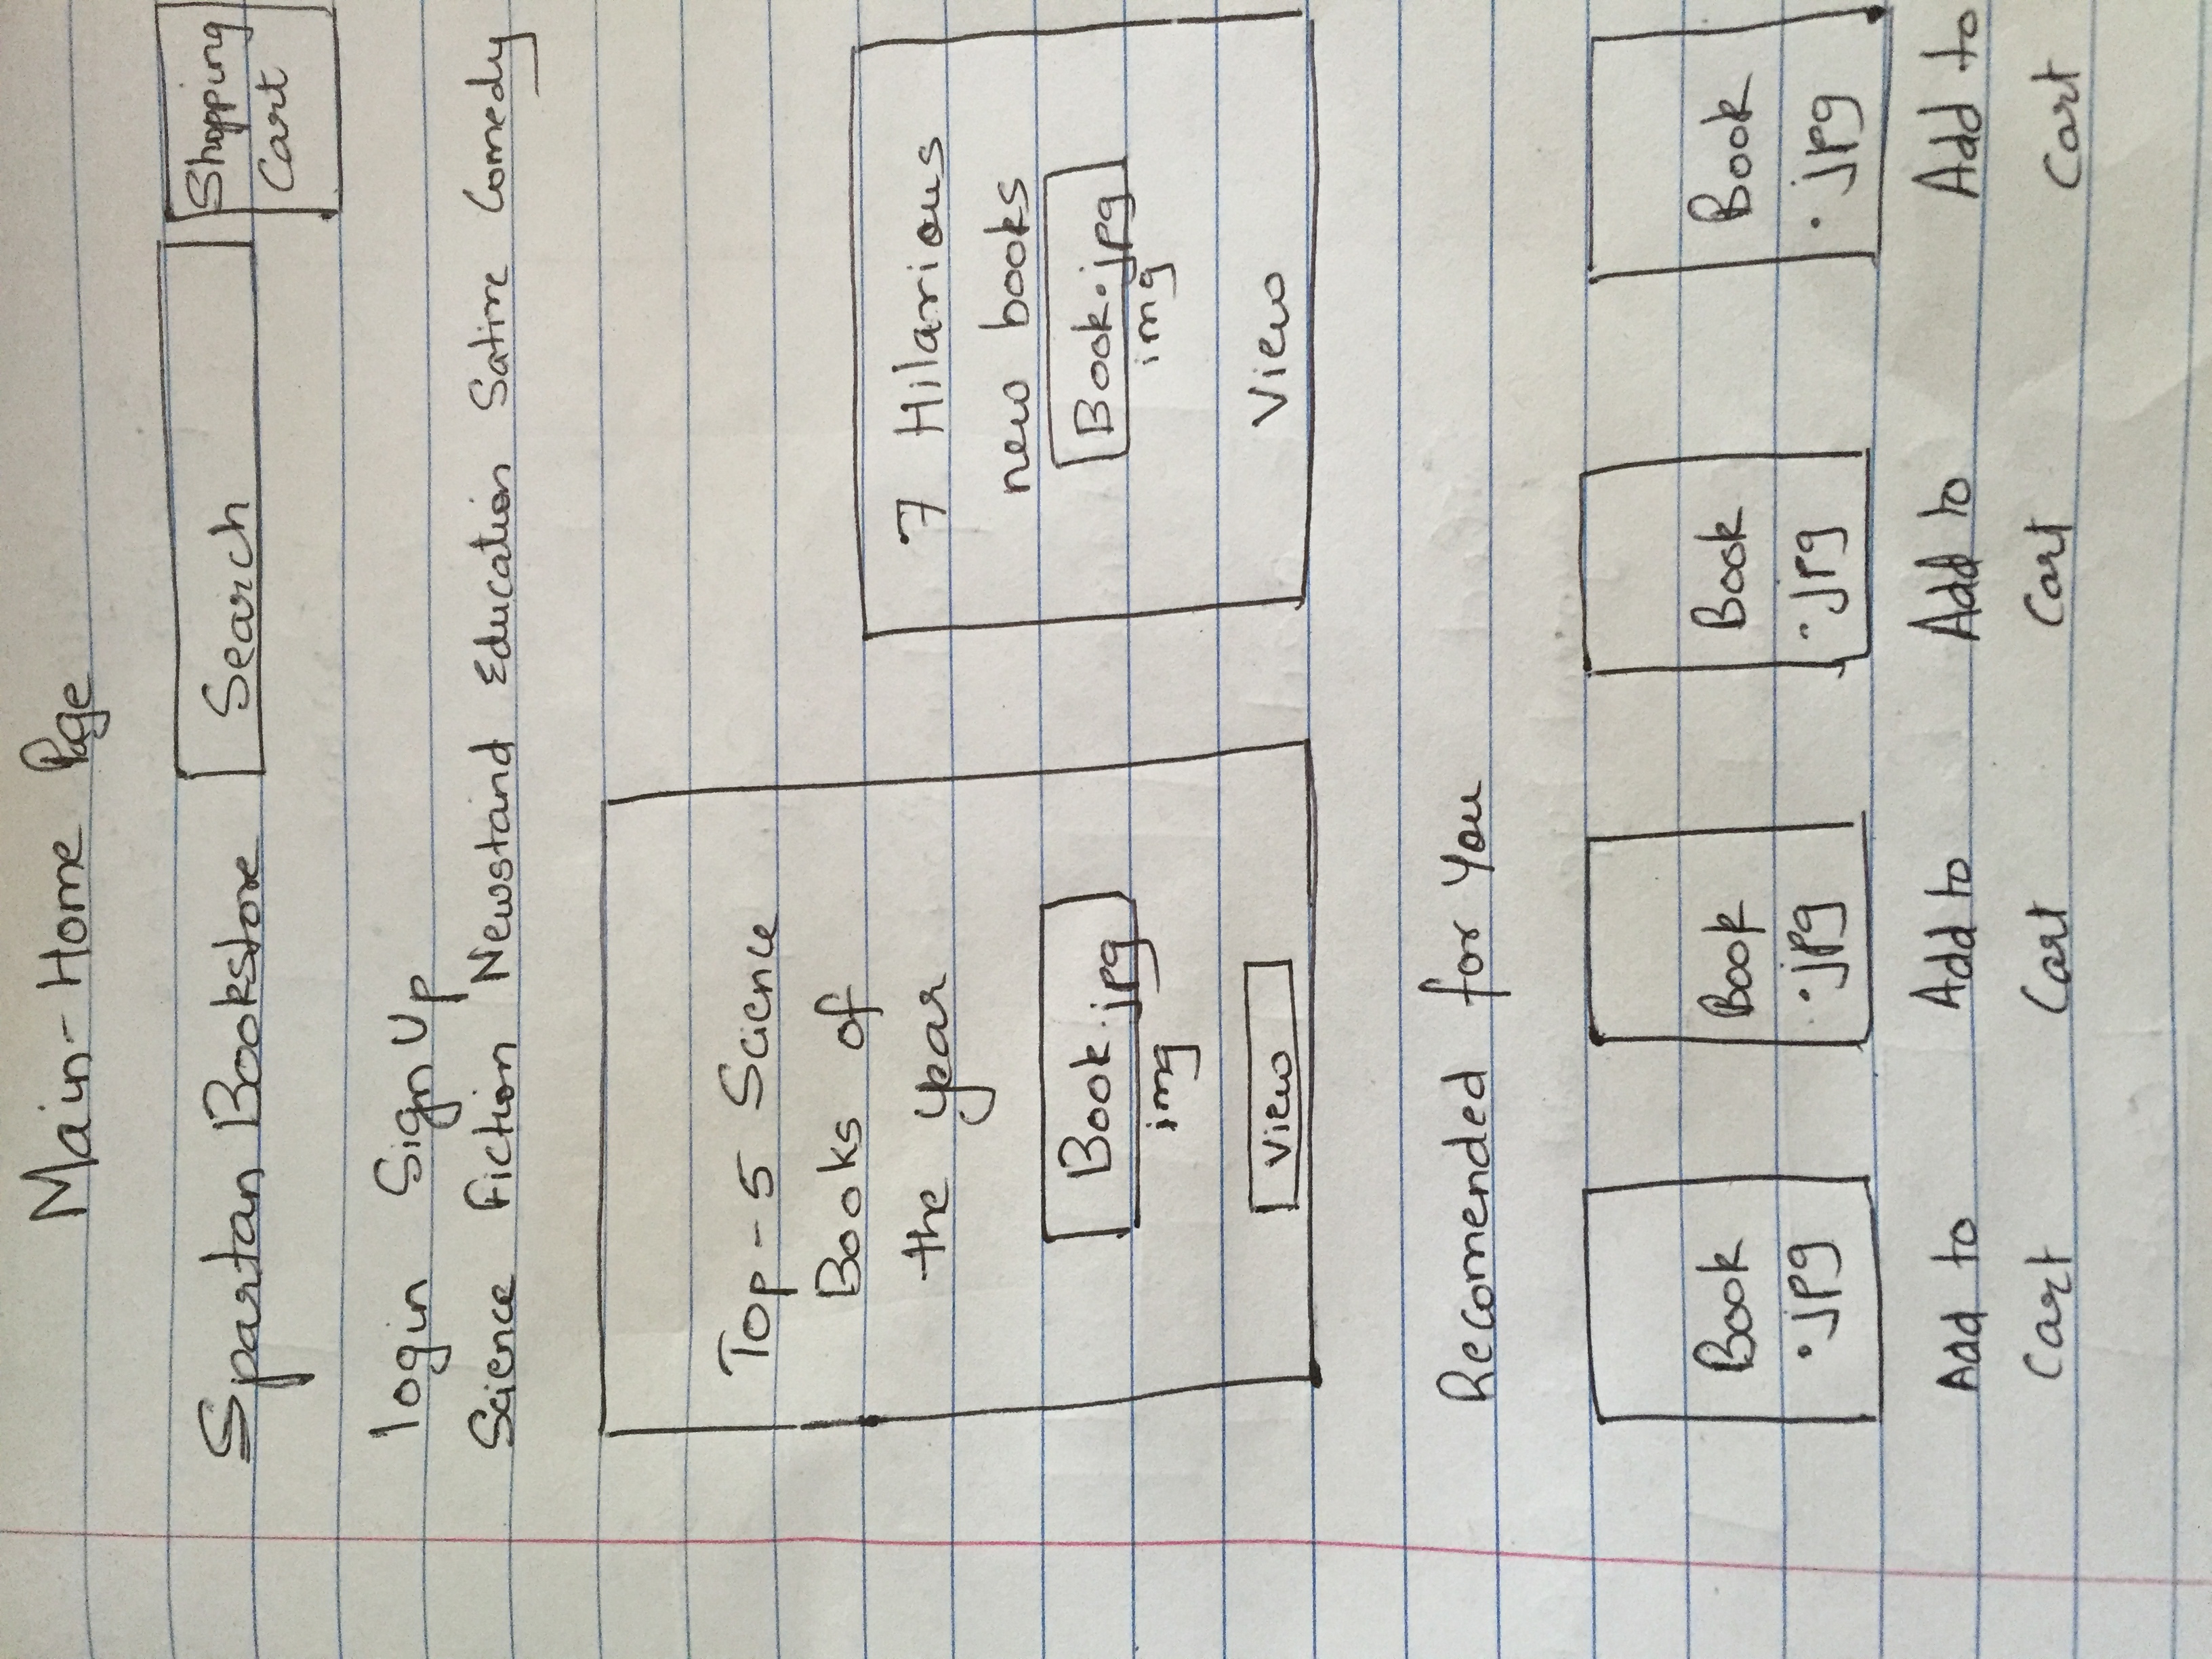 Main-Home Page
Spartan Bookstore Search Shopping
Cart
login Sign Up
Science Fiction Newstand Education Satire Comedy
Top-5 Science
Books of
the year
Book.jpg
img
View
7 Hilarious
new books
Book.jpg
img
View
Recomended for You
Book Book Book Book
.jpg .jpg .jpg .jpg
Add to Add to Add to Add to
Cart Cart Cart Cart